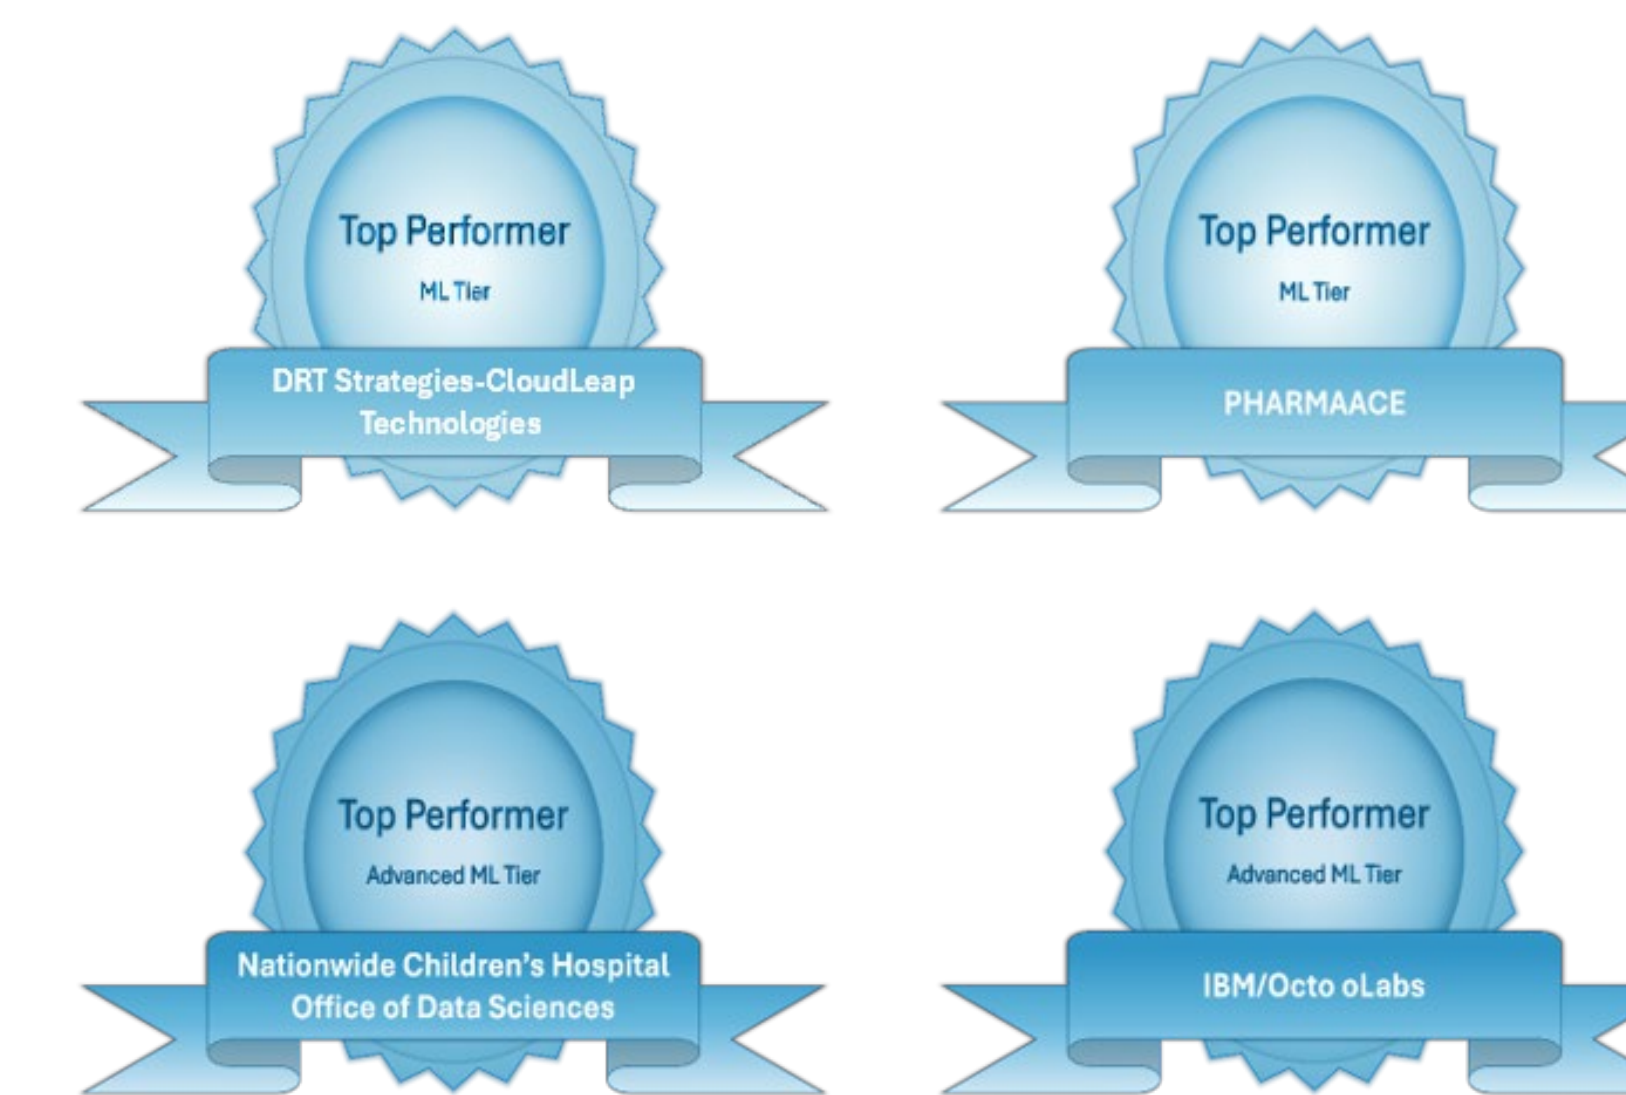 Top Performer
ML Tier
DRT Strategies-CloudLeap
Technologies
Top Performer
ML Tier
PHARMAACE
Top Performer
Advanced ML Tier
Nationwide Children's Hospital
Office of Data Sciences
Top Performer
Advanced ML Tier
IBM/Octo oLabs